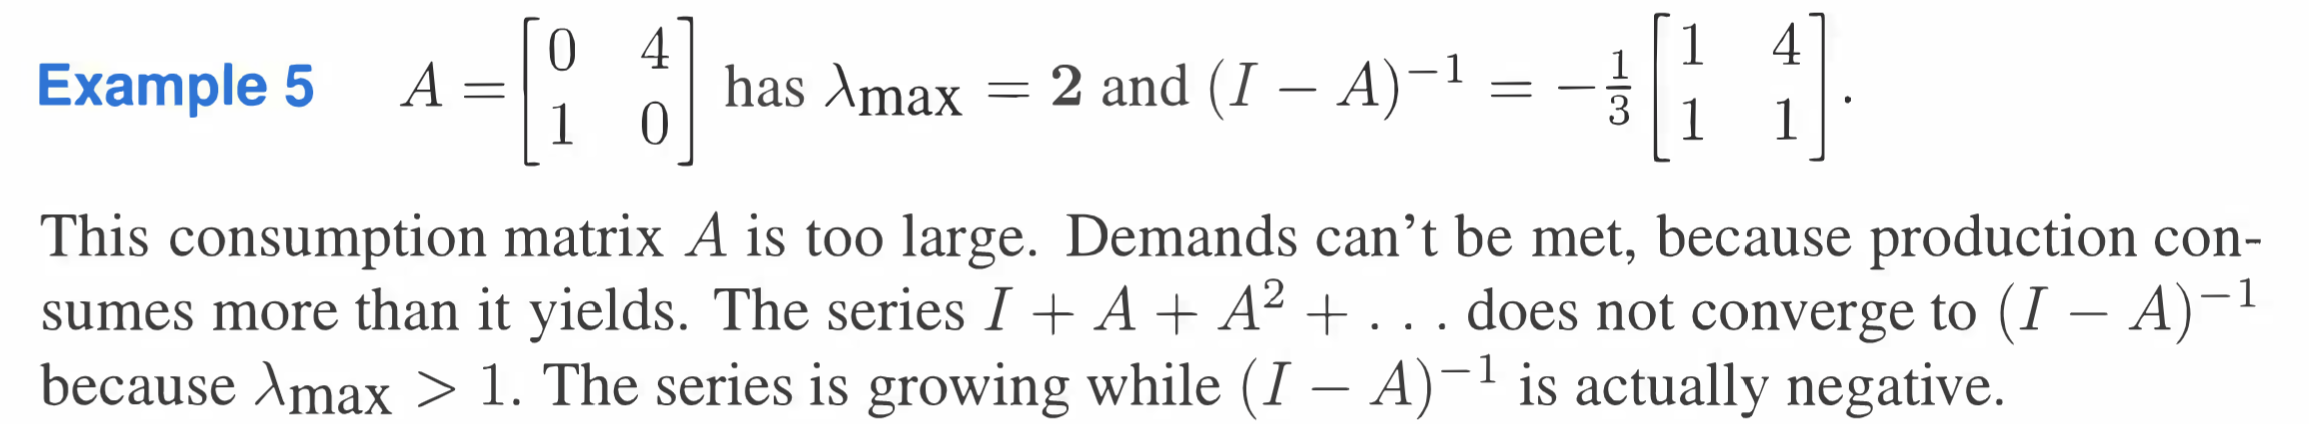 Example 5 A = [0 4; 1 0] has λmax = 2 and (I − A)⁻¹ = −1/3 [1 4; 1 1].
This consumption matrix A is too large. Demands can't be met, because production con-
sumes more than it yields. The series I + A + A² + . . . does not converge to (I − A)⁻¹
because λmax > 1. The series is growing while (I − A)⁻¹ is actually negative.